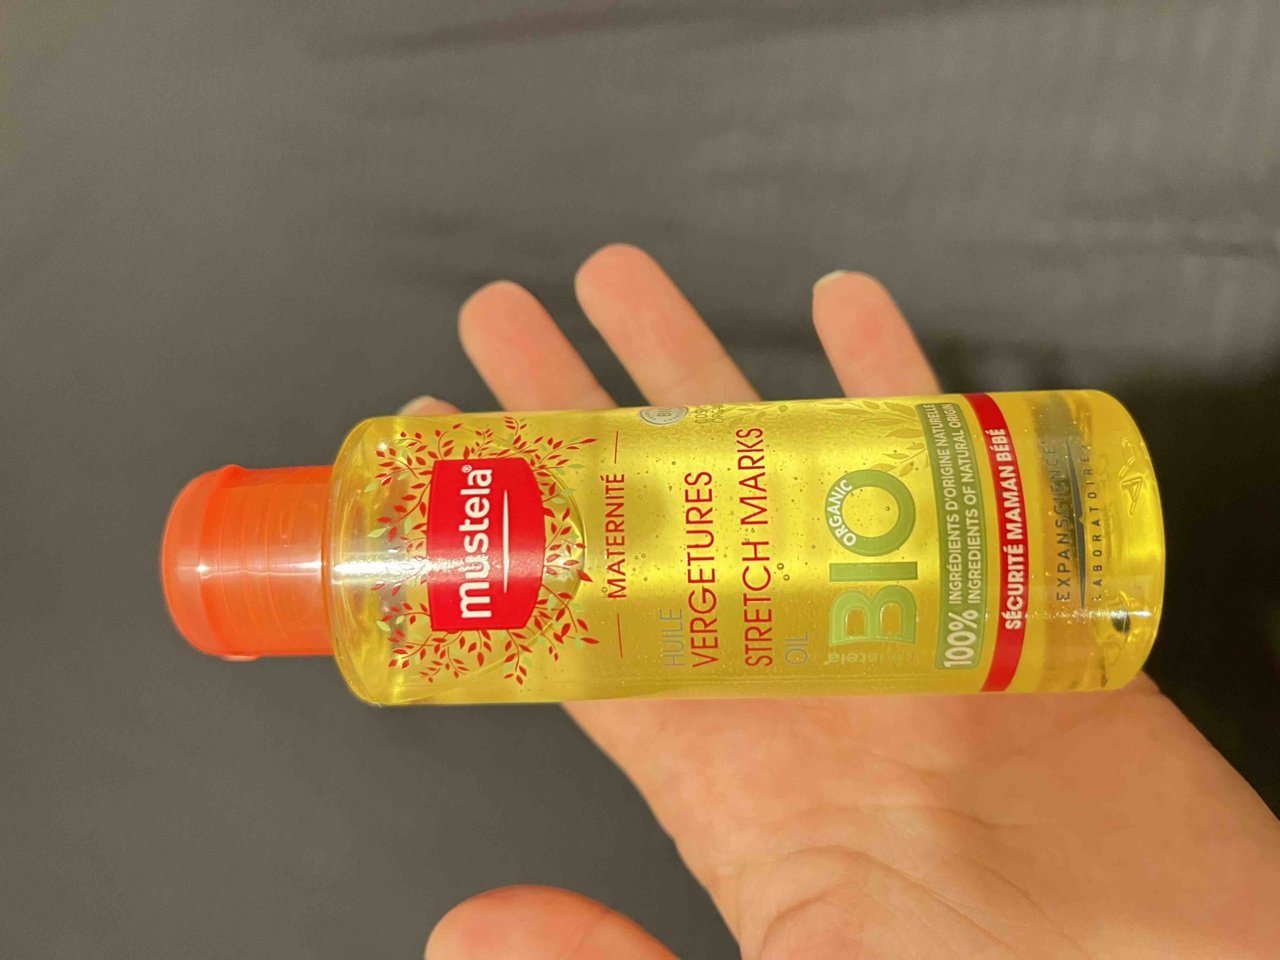 mustela®
MATERNITÉ
HUILE
VERGETURES
STRETCH MARKS
OIL
BIO
ORGANIC
mustela®
100% INGRÉDIENTS D'ORIGINE NATURELLE
INGREDIENTS OF NATURAL ORIGIN
SÉCURITÉ MAMAN BÉBÉ
EXPANSCIENCE
LABORATOIRES